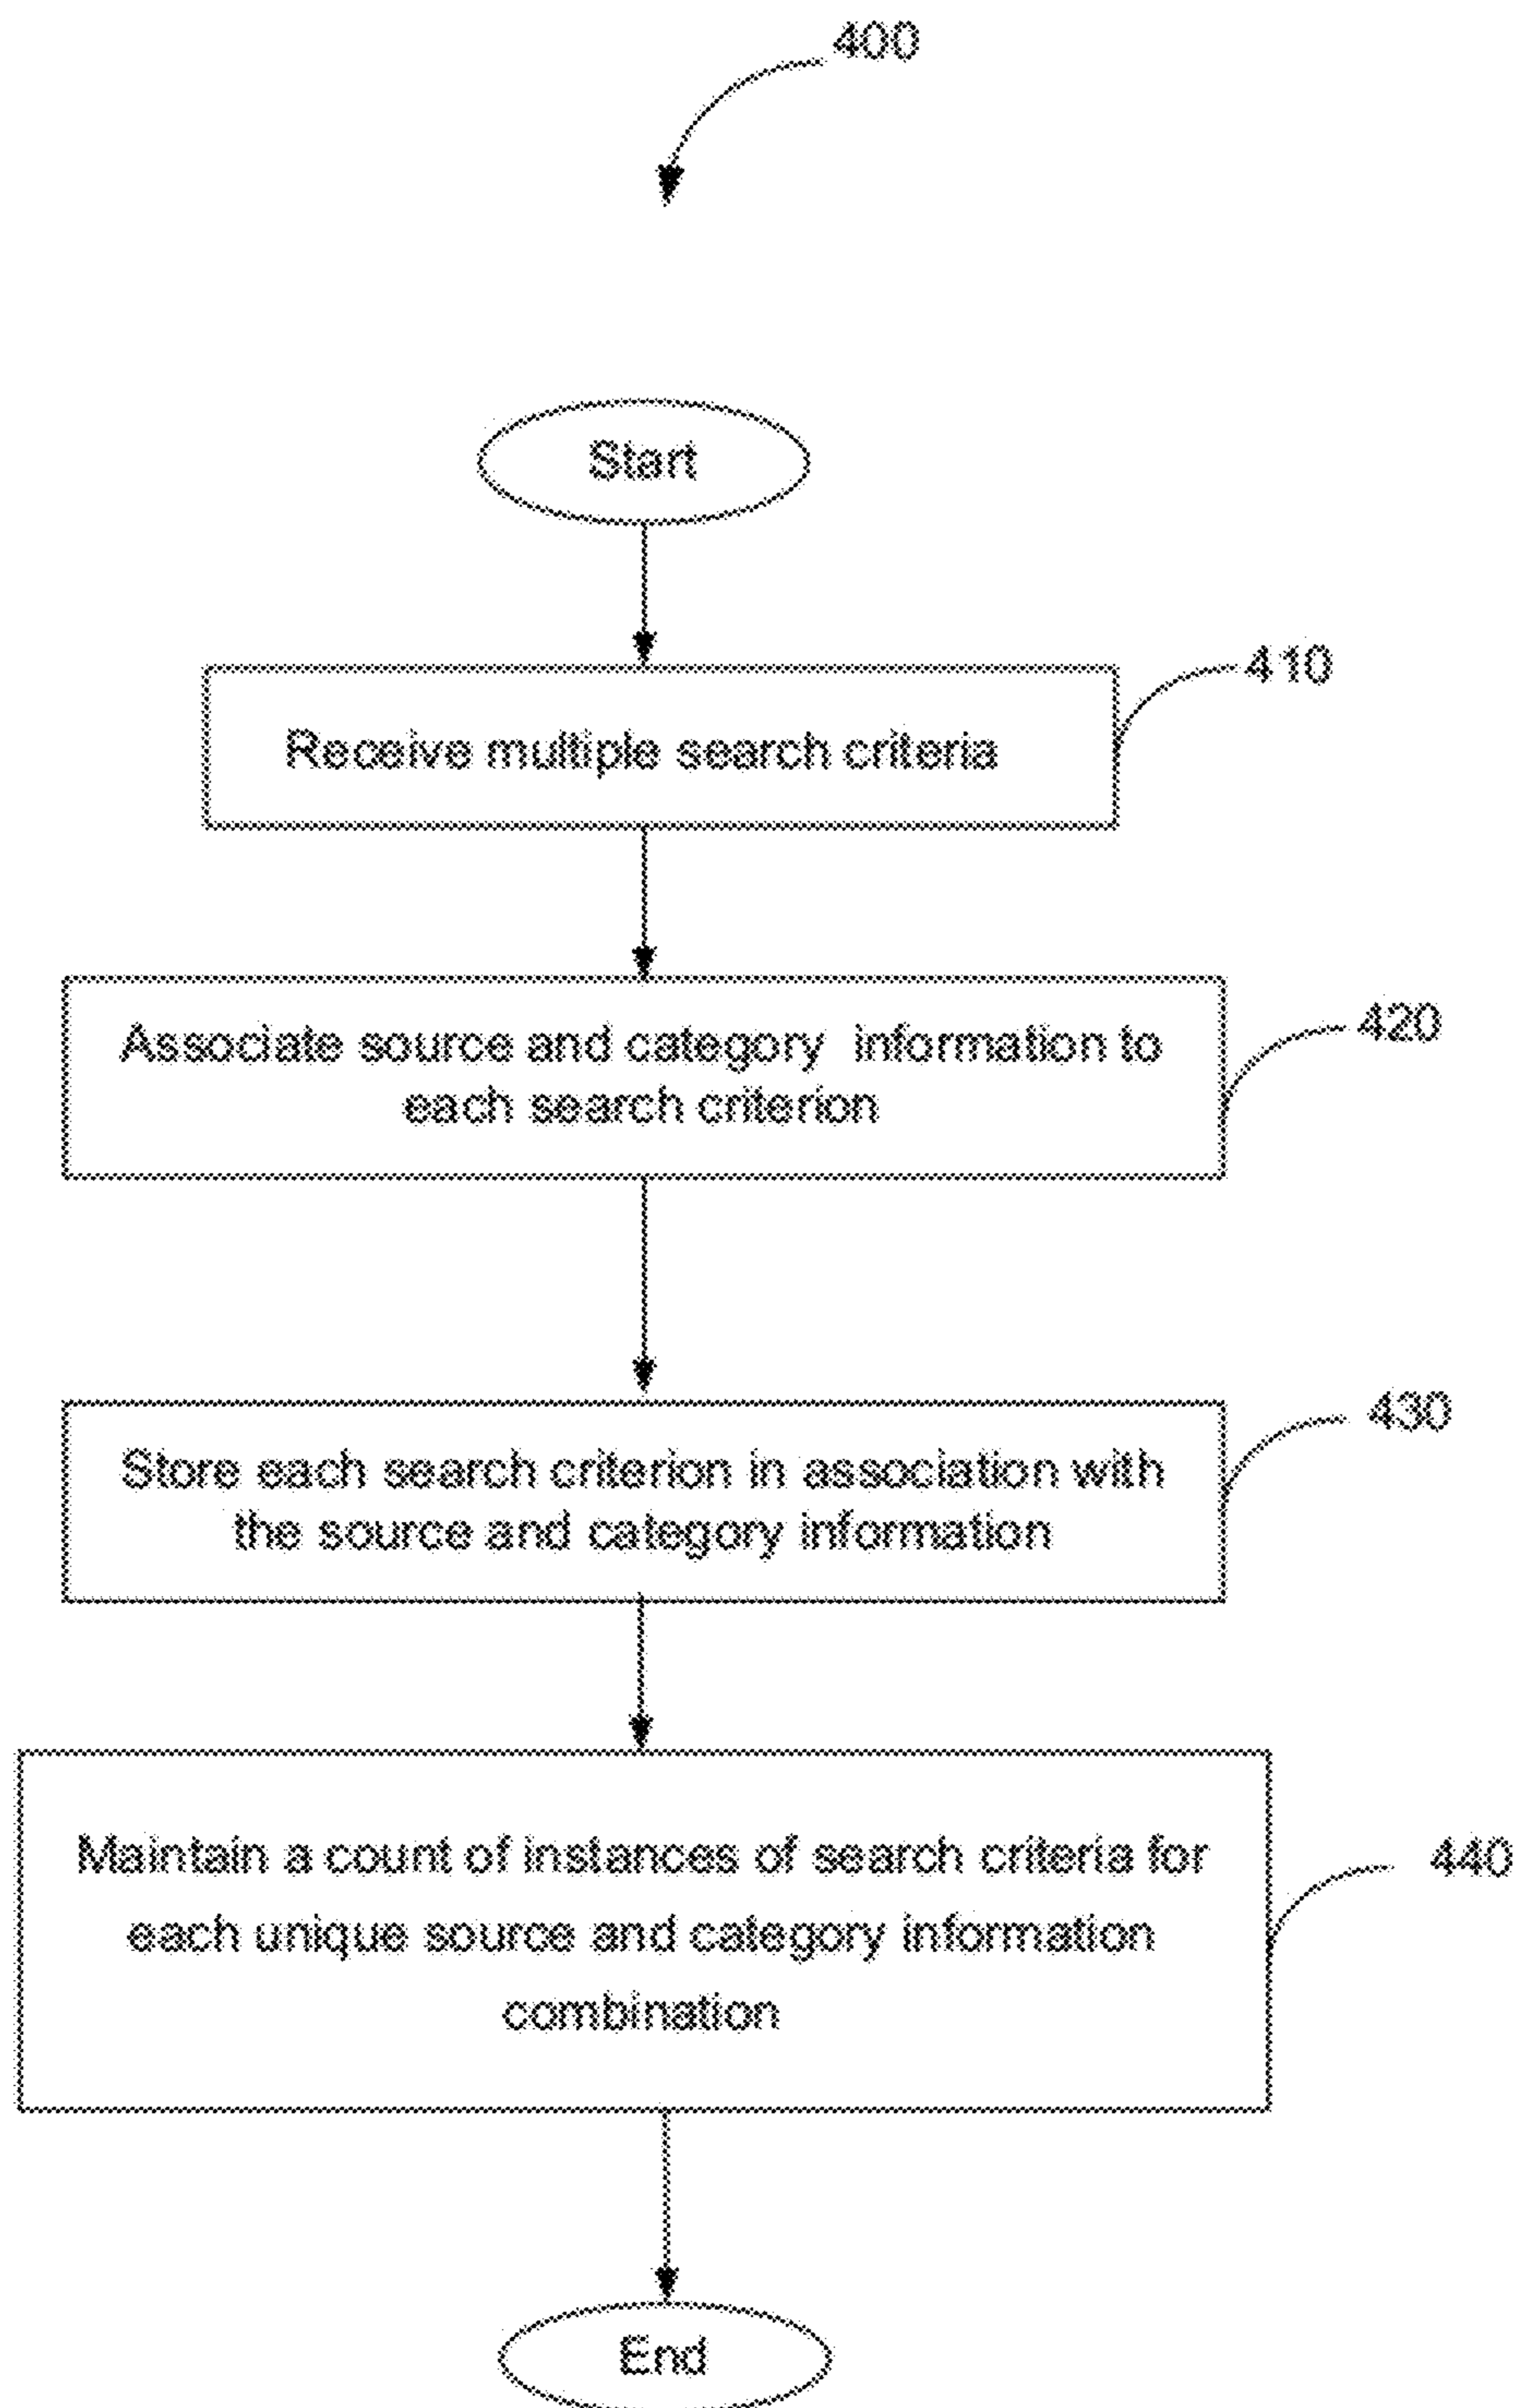 400
Start
410
Receive multiple search criteria
420
Associate source and category information to
each search criterion
430
Store each search criterion in association with
the source and category information
440
Maintain a count of instances of search criteria for
each unique source and category information
combination
End